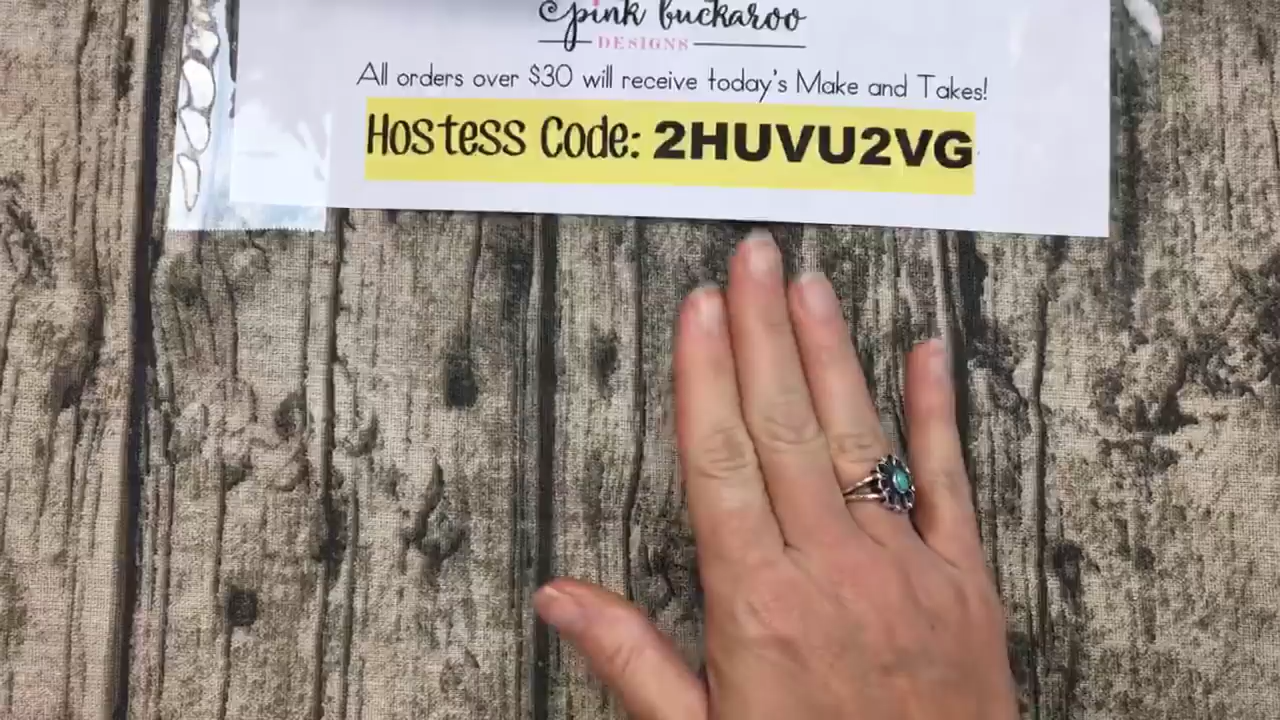 pink buckaroo
DESIGNS
All orders over $30 will receive today's Make and Takes!
Hostess Code: 2HUVU2VG